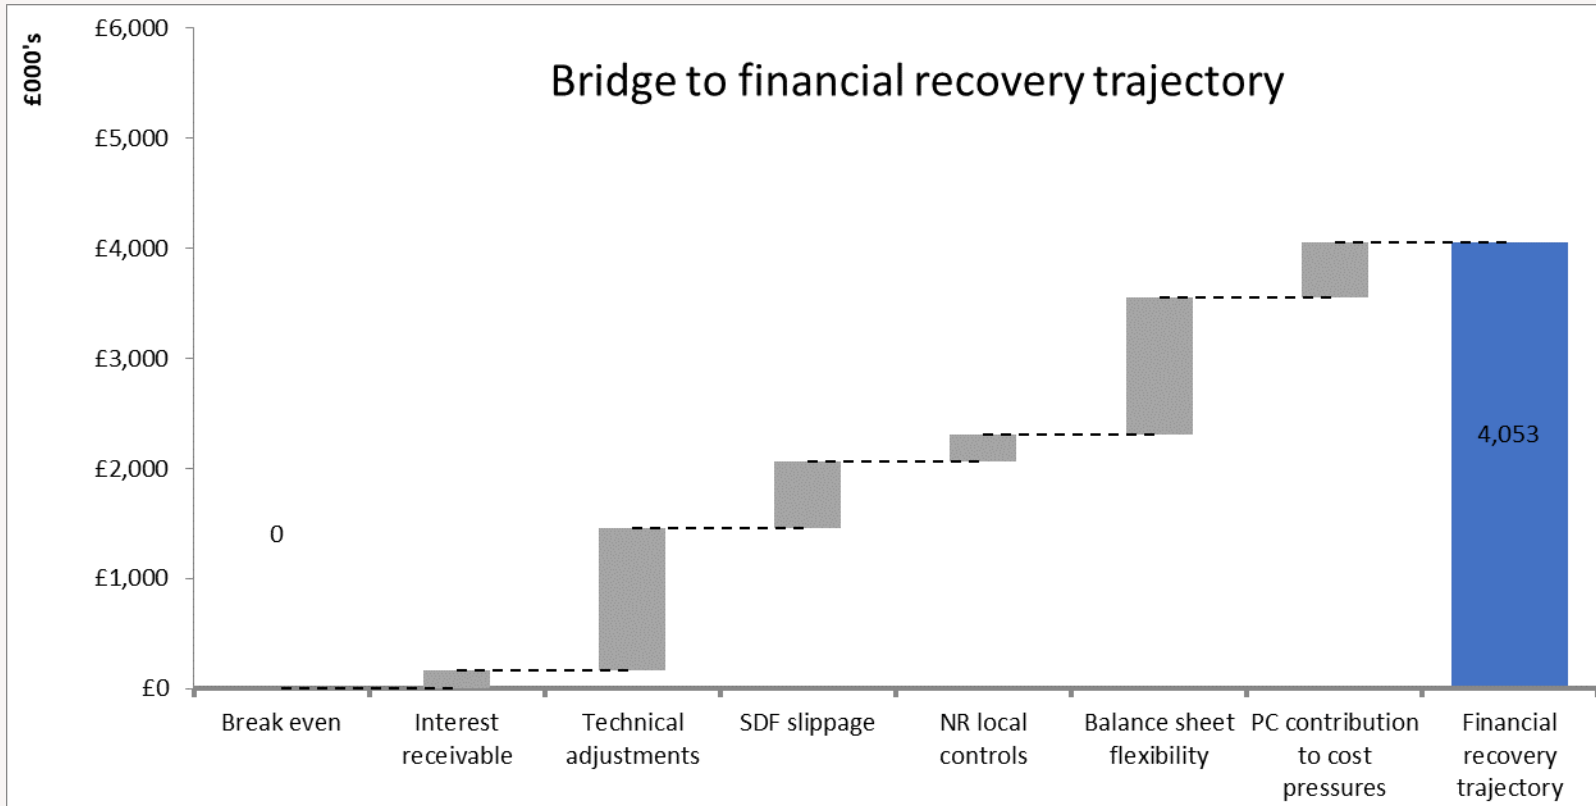 £000's
Bridge to financial recovery trajectory
£6,000
£5,000
£4,000
£3,000
£2,000
£1,000
£0
0
4,053
Break even
Interest
receivable
Technical
adjustments
SDF slippage
NR local
controls
Balance sheet
flexibility
PC contribution
to cost
pressures
Financial
recovery
trajectory